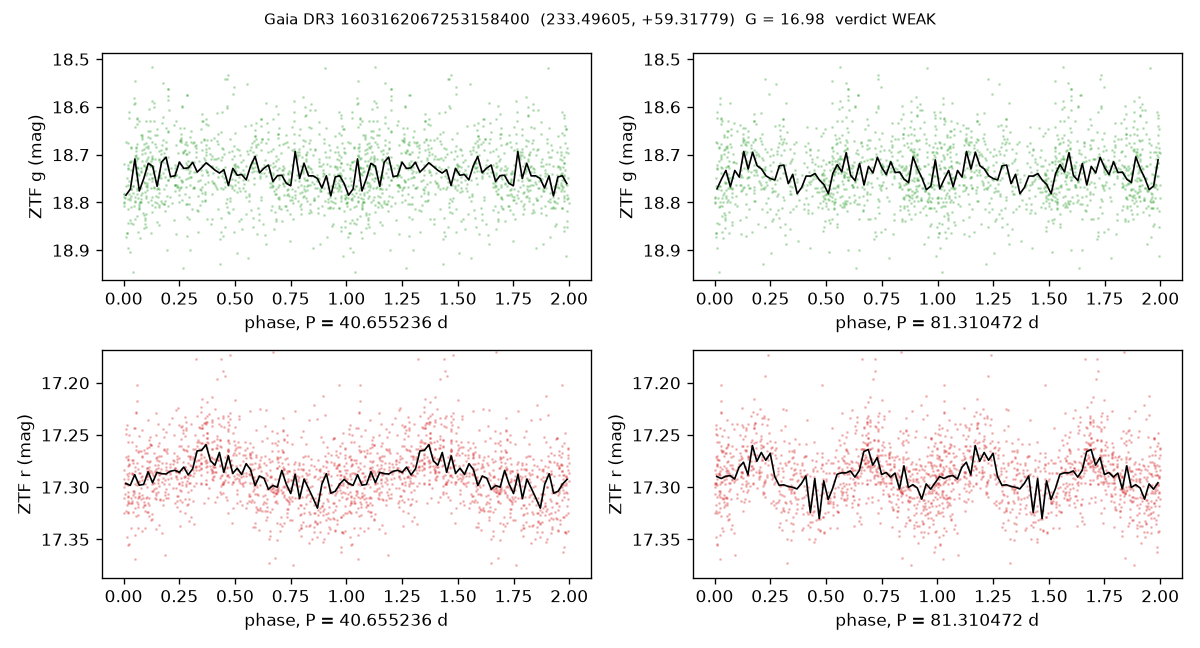 Gaia DR3 1603162067253158400 (233.49605, +59.31779) G = 16.98 verdict WEAK
18.5
18.6
18.7
18.8
18.9
ZTF g (mag)
0.00 0.25 0.50 0.75 1.00 1.25 1.50 1.75 2.00
phase, P = 40.655236 d
18.5
18.6
18.7
18.8
18.9
ZTF g (mag)
0.00 0.25 0.50 0.75 1.00 1.25 1.50 1.75 2.00
phase, P = 81.310472 d
17.20
17.25
17.30
17.35
ZTF r (mag)
0.00 0.25 0.50 0.75 1.00 1.25 1.50 1.75 2.00
phase, P = 40.655236 d
17.20
17.25
17.30
17.35
ZTF r (mag)
0.00 0.25 0.50 0.75 1.00 1.25 1.50 1.75 2.00
phase, P = 81.310472 d